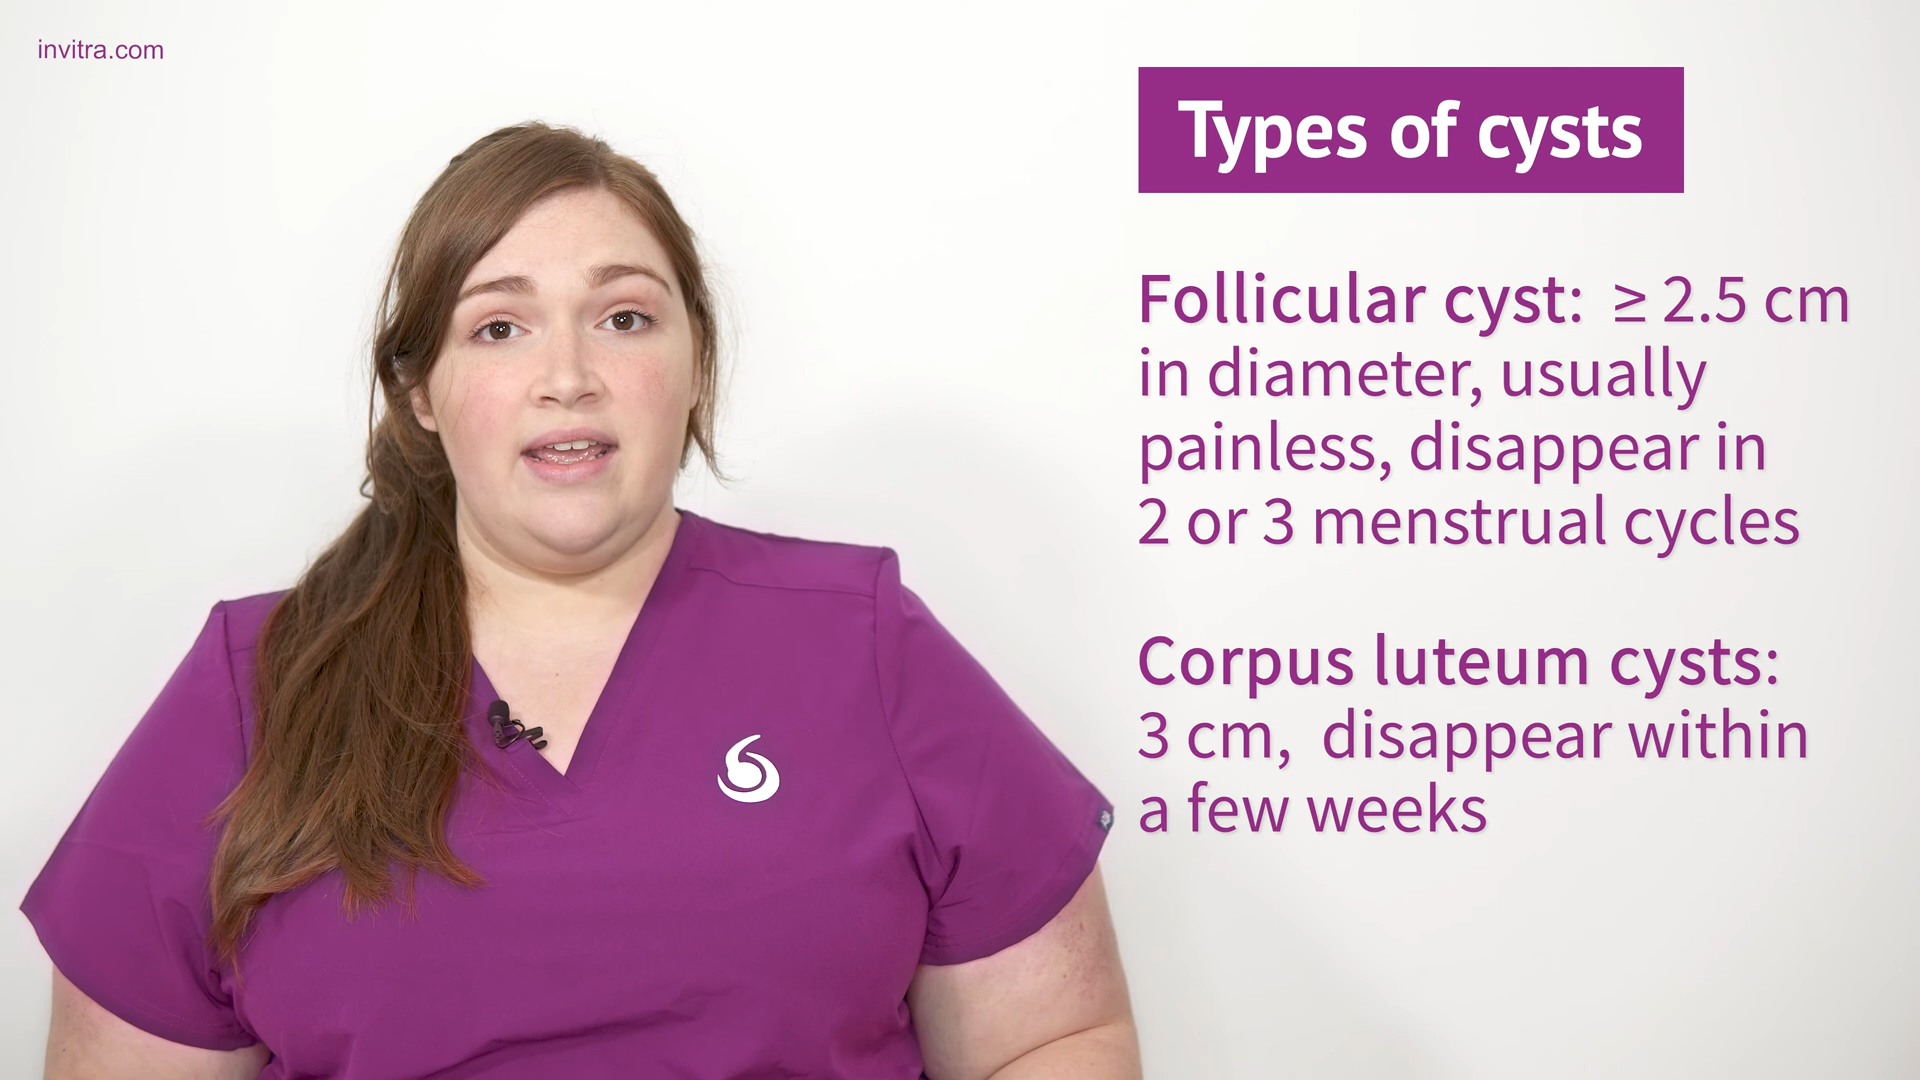 invitra.com
Types of cysts
Follicular cyst: ≥ 2.5 cm
in diameter, usually
painless, disappear in
2 or 3 menstrual cycles
Corpus luteum cysts:
3 cm, disappear within
a few weeks